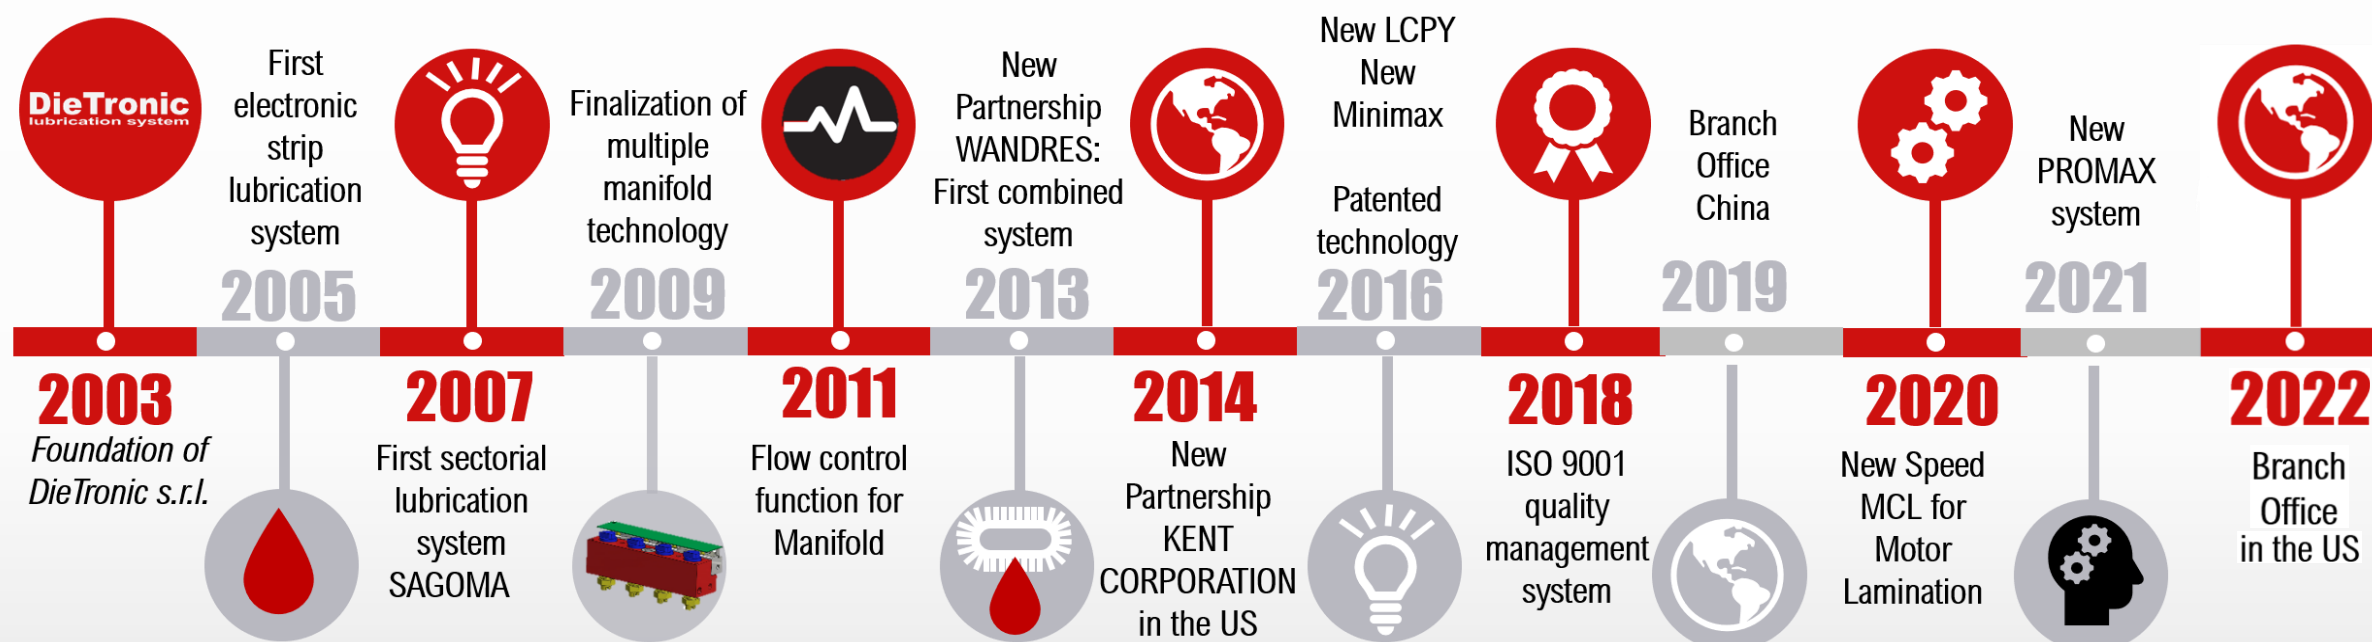 DieTronic
lubrication system
2003
Foundation of
DieTronic s.r.l.
First
electronic
strip
lubrication
system
2005
2007
First sectorial
lubrication
system
SAGOMA
Finalization of
multiple
manifold
technology
2009
2011
Flow control
function for
Manifold
New
Partnership
WANDRES:
First combined
system
2013
2014
New
Partnership
KENT
CORPORATION
in the US
New LCPY
New
Minimax
Patented
technology
2016
2018
ISO 9001
quality
management
system
Branch
Office
China
2019
2020
New Speed
MCL for
Motor
Lamination
New
PROMAX
system
2021
2022
Branch
Office
in the US